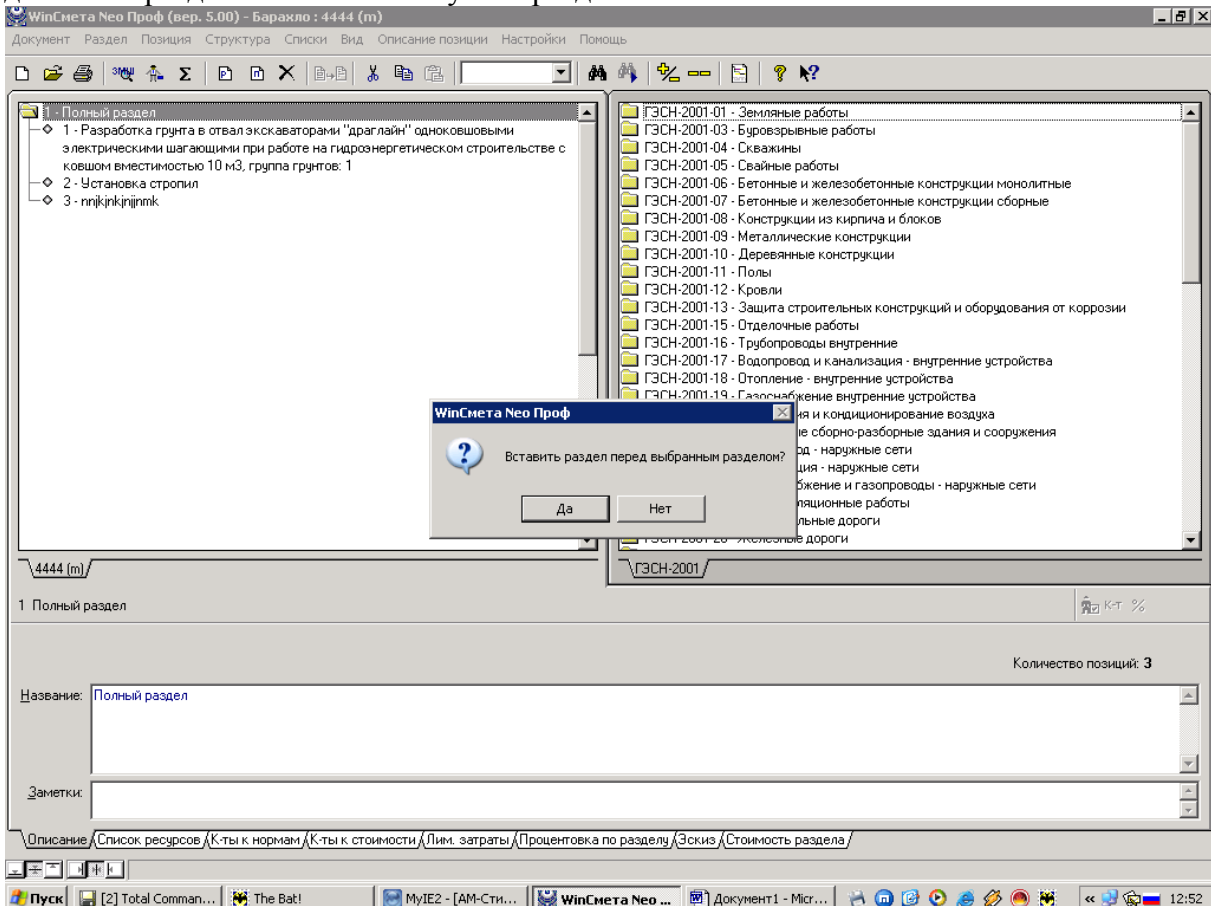 WinСмета Neo Проф (вер. 5.00) - Барахло : 4444 (m)
Документ Раздел Позиция Структура Списки Вид Описание позиции Настройки Помощь
1 - Полный раздел
1 - Разработка грунта в отвал экскаваторами "драглайн" одноковшовыми
электрическими шагающими при работе на гидроэнергетическом строительстве с
ковшом вместимостью 10 м3, группа грунтов: 1
2 - Установка стропил
3 - nnjkjnkjnjjnmk
ГЭСН-2001-01 - Земляные работы
ГЭСН-2001-03 - Буровзрывные работы
ГЭСН-2001-04 - Скважины
ГЭСН-2001-05 - Свайные работы
ГЭСН-2001-06 - Бетонные и железобетонные конструкции монолитные
ГЭСН-2001-07 - Бетонные и железобетонные конструкции сборные
ГЭСН-2001-08 - Конструкции из кирпича и блоков
ГЭСН-2001-09 - Металлические конструкции
ГЭСН-2001-10 - Деревянные конструкции
ГЭСН-2001-11 - Полы
ГЭСН-2001-12 - Кровли
ГЭСН-2001-13 - Защита строительных конструкций и оборудования от коррозии
ГЭСН-2001-15 - Отделочные работы
ГЭСН-2001-16 - Трубопроводы внутренние
ГЭСН-2001-17 - Водопровод и канализация - внутренние устройства
ГЭСН-2001-18 - Отопление - внутренние устройства
ГЭСН-2001-19 - Газоснабжение внутренние устройства
ия и кондиционирование воздуха
е сборно-разборные здания и сооружения
од - наружные сети
ция - наружные сети
бжение и газопроводы - наружные сети
ляционные работы
льные дороги
Железные дороги
WinСмета Neo Проф
Вставить раздел перед выбранным разделом?
Да Нет
4444 (m)
ГЭСН-2001
1 Полный раздел
К-т %
Количество позиций: 3
Название: Полный раздел
Заметки:
Описание Список ресурсов К-ты к нормам К-ты к стоимости Лим. затраты Процентовка по разделу Эскиз Стоимость раздела
Пуск [2] Total Comman... The Bat! MyIE2 - [АМ-Сти... WinСмета Neo ... Документ1 - Micr... 12:52